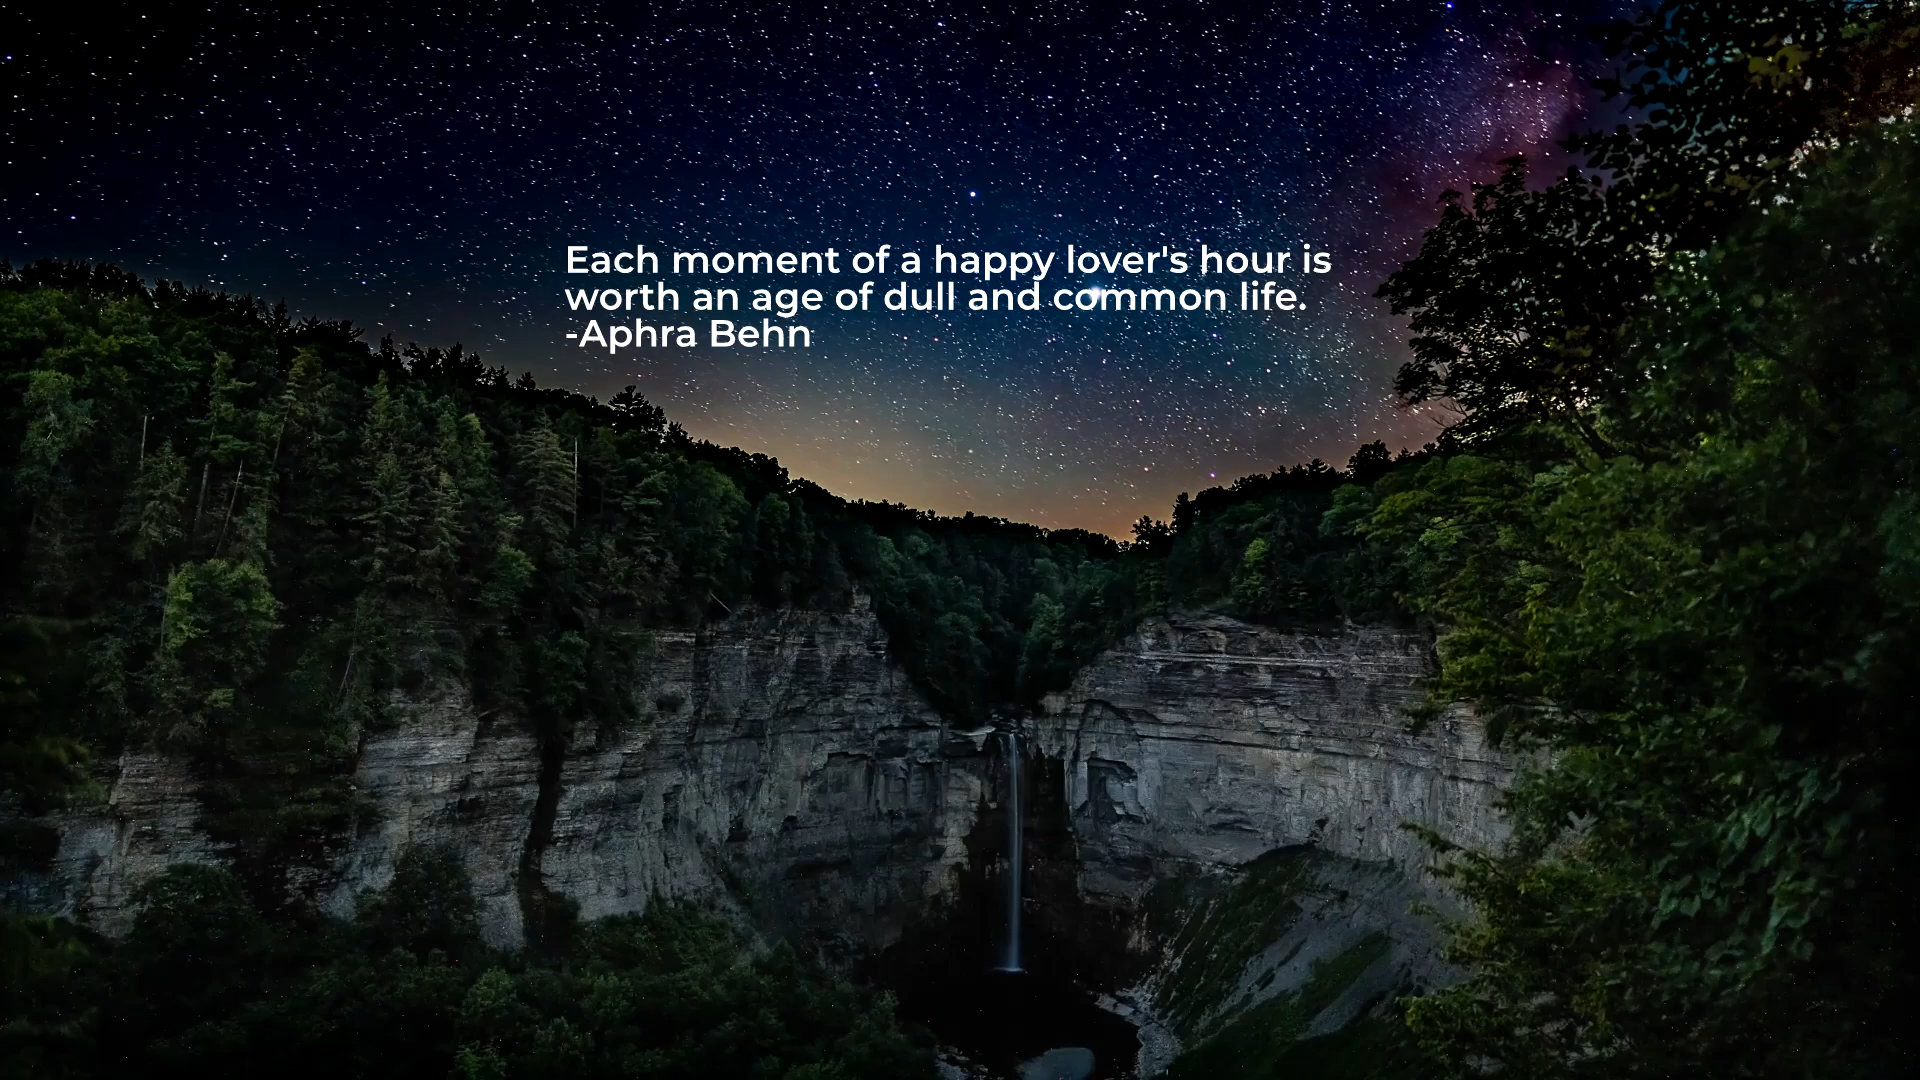 Each moment of a happy lover's hour is
worth an age of dull and common life.
-Aphra Behn